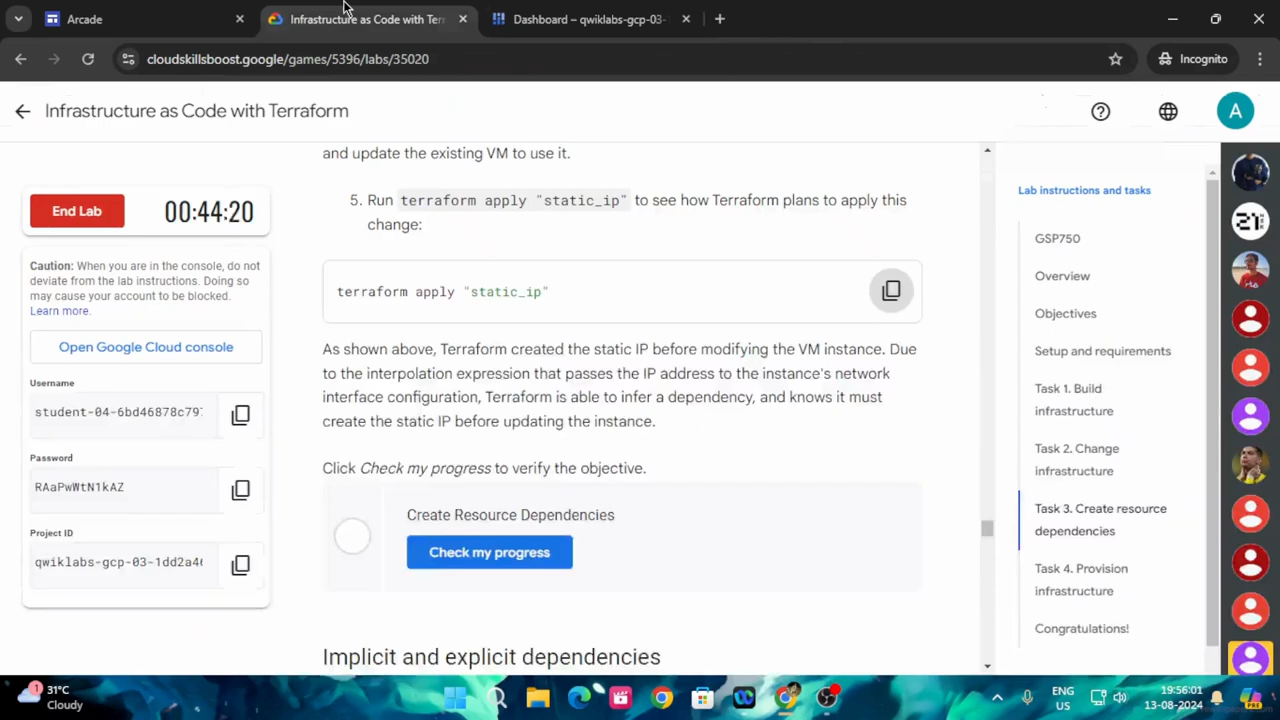 Arcade
Infrastructure as Code with Terr
Dashboard – qwiklabs-gcp-03-
cloudskillsboost.google/games/5396/labs/35020
Incognito
Infrastructure as Code with Terraform
A
and update the existing VM to use it.
5. Run terraform apply "static_ip" to see how Terraform plans to apply this
change:
terraform apply "static_ip"
As shown above, Terraform created the static IP before modifying the VM instance. Due
to the interpolation expression that passes the IP address to the instance's network
interface configuration, Terraform is able to infer a dependency, and knows it must
create the static IP before updating the instance.
Click Check my progress to verify the objective.
Create Resource Dependencies
Check my progress
Implicit and explicit dependencies
End Lab
00:44:20
Caution: When you are in the console, do not
deviate from the lab instructions. Doing so
may cause your account to be blocked.
Learn more.
Open Google Cloud console
Username
student-04-6bd46878c797
Password
RAaPwWtN1kAZ
Project ID
qwiklabs-gcp-03-1dd2a46
Lab instructions and tasks
GSP750
Overview
Objectives
Setup and requirements
Task 1. Build
infrastructure
Task 2. Change
infrastructure
Task 3. Create resource
dependencies
Task 4. Provision
infrastructure
Congratulations!
21
1
31°C
Cloudy
ENG
US
19:56:01
13-08-2024
PRE